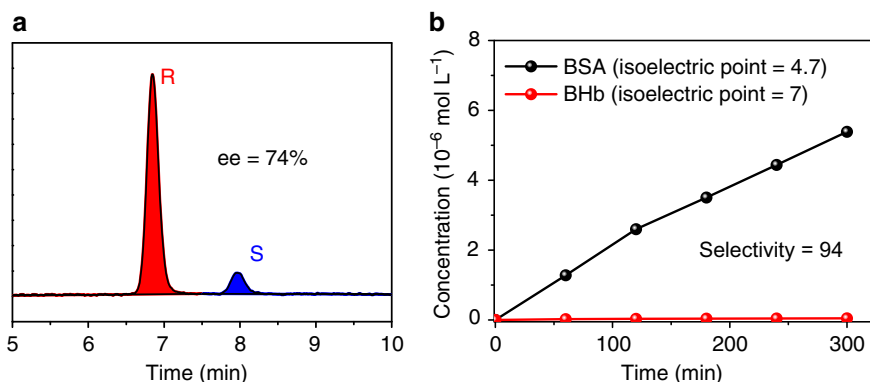 a
R
ee = 74%
S
5 6 7 8 9 10
Time (min)
b
Concentration (10⁻⁶ mol L⁻¹)
8
6
4
2
0
BSA (isoelectric point = 4.7)
BHb (isoelectric point = 7)
Selectivity = 94
0 100 200 300
Time (min)